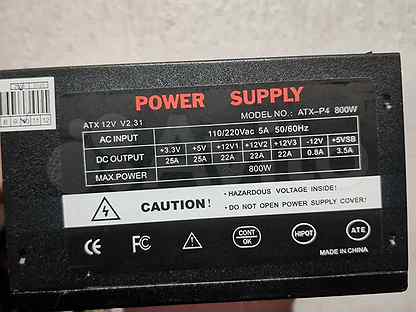 POWER SUPPLY
ATX 12V V2.31 MODEL NO.: ATX-P4 800W
AC INPUT 110/220Vac 5A 50/60Hz
DC OUTPUT +3.3V +5V +12V1 +12V2 +12V3 -12V +5VSB
25A 25A 22A 22A 22A 0.8A 3.5A
MAX.POWER 800W
CAUTION!
· HAZARDOUS VOLTAGE INSIDE!
· DO NOT OPEN POWER SUPPLY COVER!
CE FC CONT OK HIPOT ATE
MADE IN CHINA